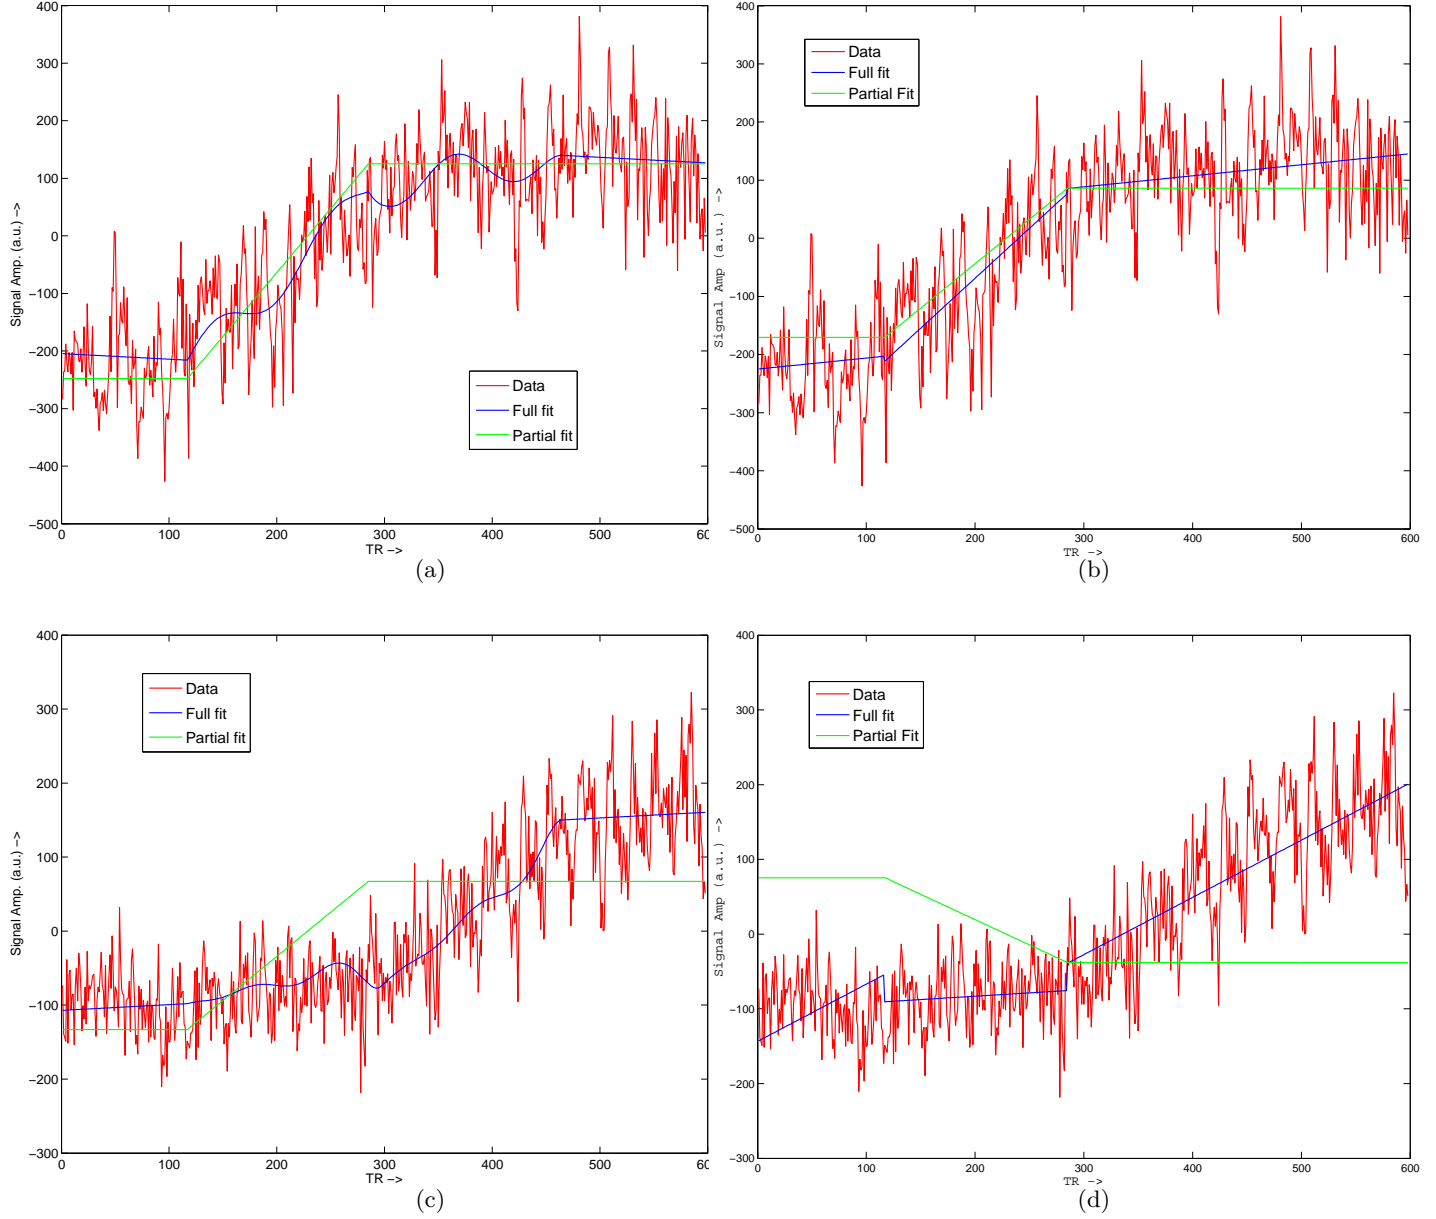 400
300
200
100
0
−100
−200
−300
−400
−500
Signal Amp. (a.u.) −>
Data
Full fit
Partial fit
0 100 200 300 400 500 60
TR −>
(a)
400
300
200
100
0
−100
−200
−300
−400
−500
Signal Amp (a.u.) −>
Data
Full fit
Partial Fit
0 100 200 300 400 500 600
TR −>
(b)
400
300
200
100
0
−100
−200
−300
Signal Amp. (a.u.) −>
Data
Full fit
Partial fit
0 100 200 300 400 500 60
TR −>
(c)
400
300
200
100
0
−100
−200
−300
Signal Amp (a.u.) −>
Data
Full fit
Partial Fit
0 100 200 300 400 500 600
TR −>
(d)